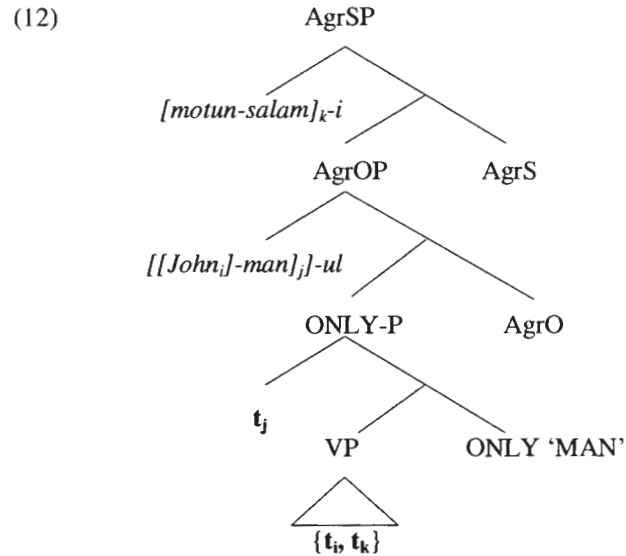 (12) AgrSP
[motun-salam]k-i
AgrOP AgrS
[[Johni]-man]j]-ul
ONLY-P AgrO
tj
VP ONLY ‘MAN’
{ti, tk}